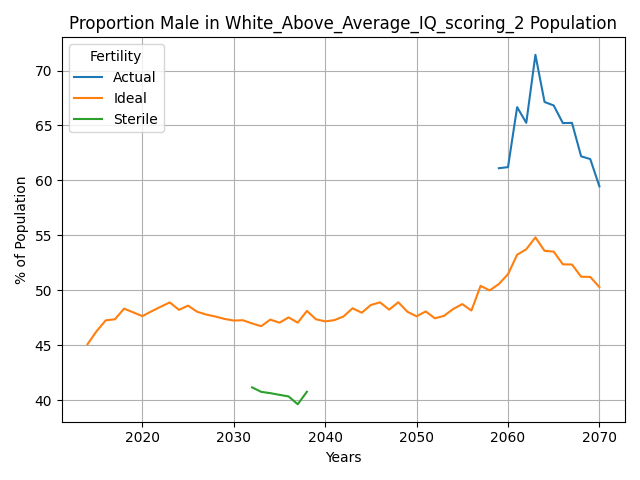 Proportion Male in White_Above_Average_IQ_scoring_2 Population
Fertility
Actual
Ideal
Sterile
% of Population
70
65
60
55
50
45
40
2020
2030
2040
2050
2060
2070
Years